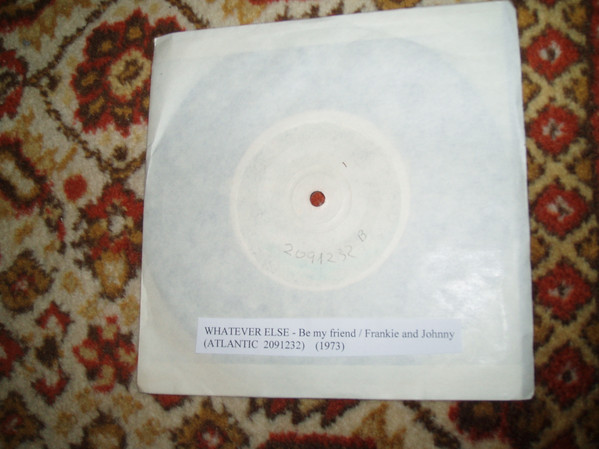 2091232 B
WHATEVER ELSE - Be my friend / Frankie and Johnny
(ATLANTIC 2091232) (1973)